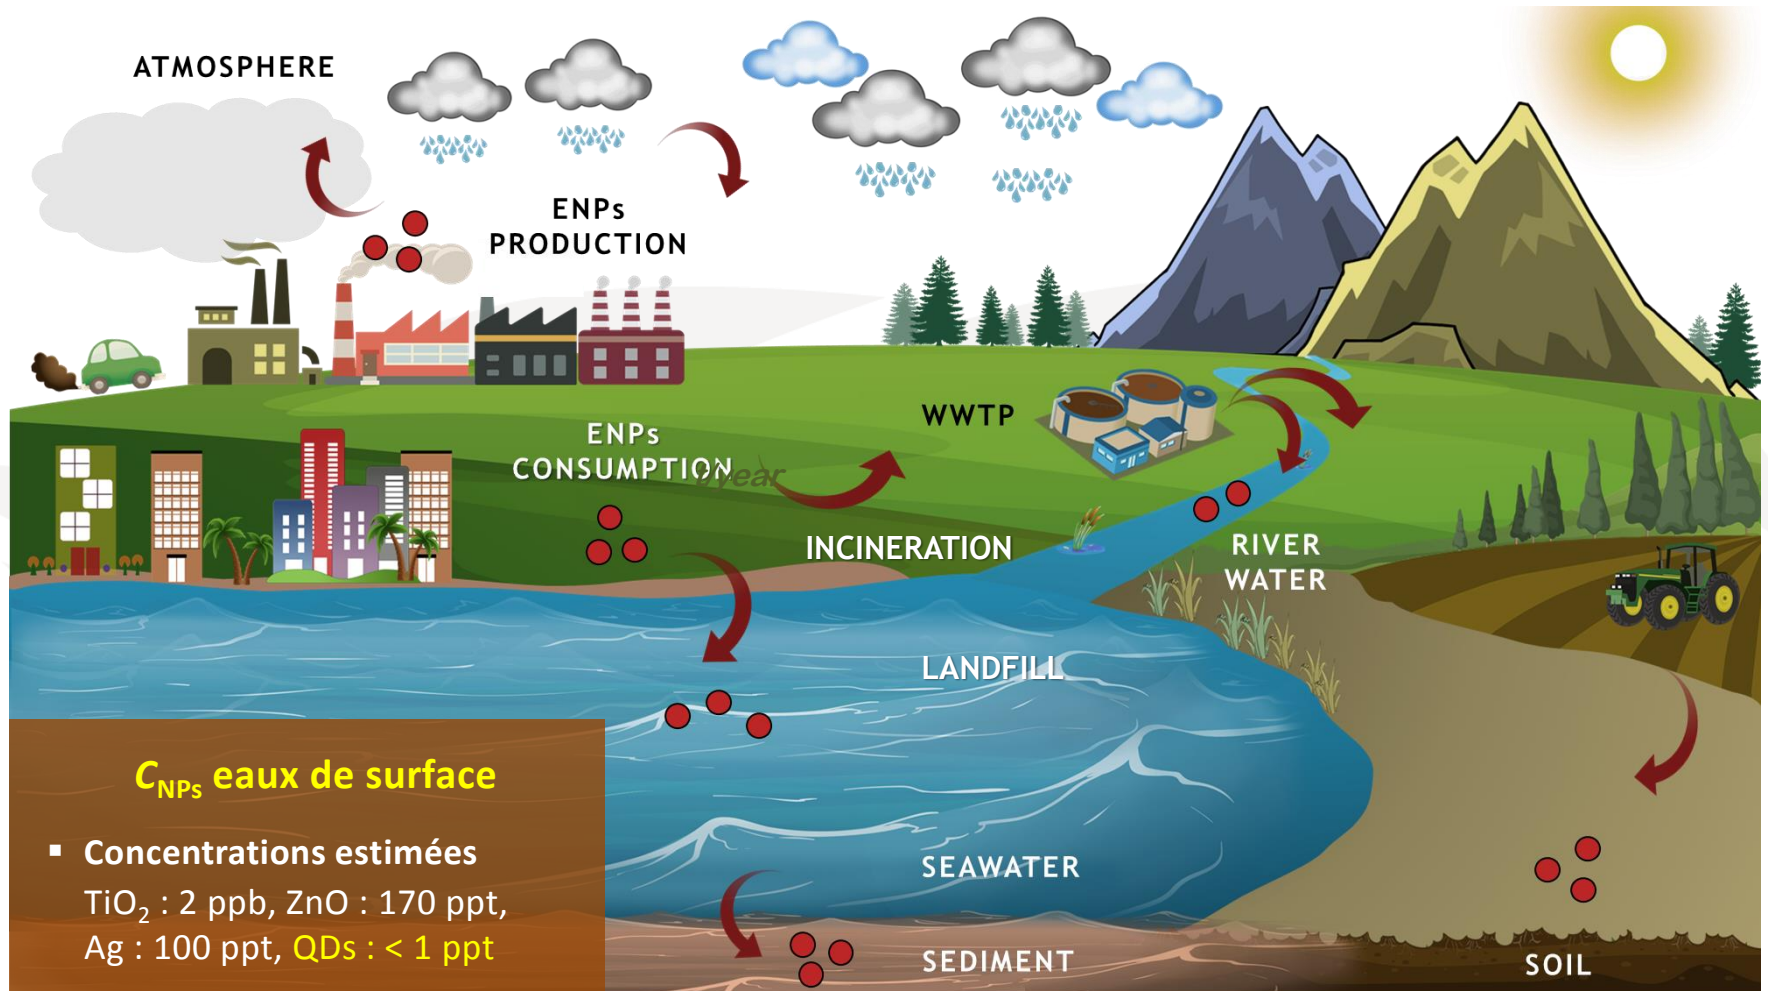 ATMOSPHERE
ENPs
PRODUCTION
WWTP
ENPs
CONSUMPTION
INCINERATION
RIVER
WATER
LANDFILL
C_NPs eaux de surface
▪ Concentrations estimées
TiO₂ : 2 ppb, ZnO : 170 ppt,
Ag : 100 ppt, QDs : < 1 ppt
SEAWATER
SEDIMENT
SOIL